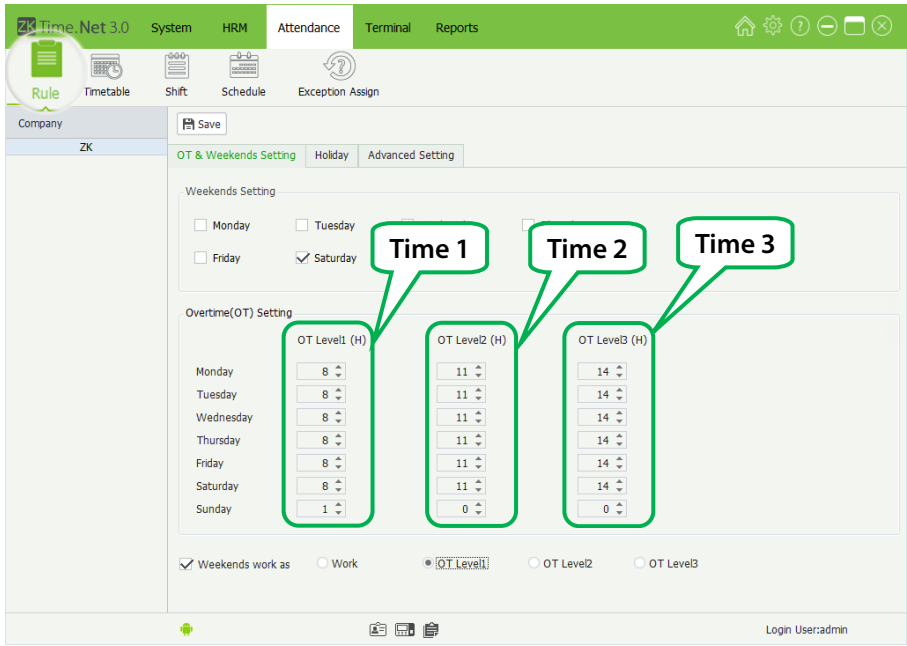 ZKTime.Net 3.0 System HRM Attendance Terminal Reports
Rule Timetable Shift Schedule Exception Assign
Company
Save
ZK
OT & Weekends Setting Holiday Advanced Setting
Weekends Setting
Monday Tuesday
Friday Saturday
Time 1 Time 2 Time 3
Overtime(OT) Setting
OT Level1 (H) OT Level2 (H) OT Level3 (H)
Monday 8 11 14
Tuesday 8 11 14
Wednesday 8 11 14
Thursday 8 11 14
Friday 8 11 14
Saturday 8 11 14
Sunday 1 0 0
Weekends work as Work OT Level1 OT Level2 OT Level3
Login User:admin